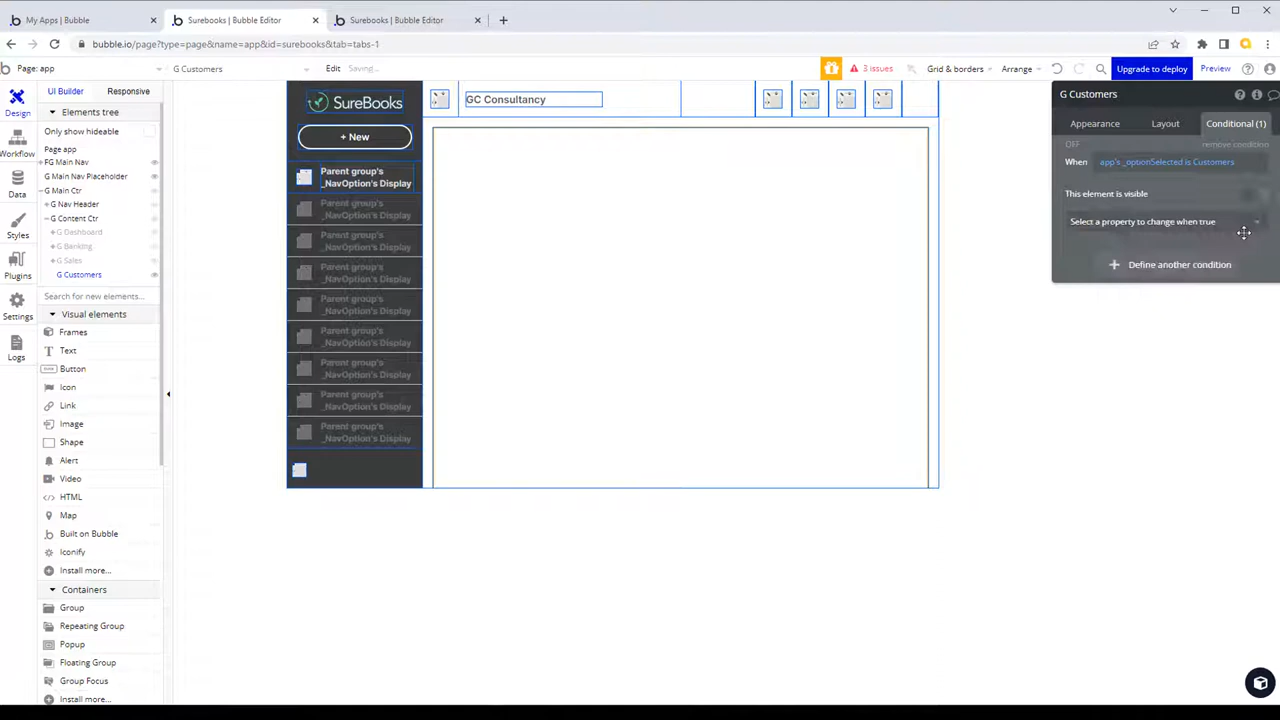 My Apps | Bubble
Surebooks | Bubble Editor
Surebooks | Bubble Editor
bubble.io/page?type=page&name=app&id=surebooks&tab=tabs-1
Page: app
G Customers
Edit
Saving...
3 issues
Grid & borders
Arrange
Upgrade to deploy
Preview
Design
Workflow
Data
Styles
Plugins
Settings
Logs
UI Builder
Responsive
Elements tree
Only show hideable
Page app
FG Main Nav
FG Main Nav Placeholder
G Main Ctr
G Nav Header
G Content Ctr
G Dashboard
G Banking
G Sales
G Customers
Search for new elements...
Visual elements
Frames
Text
Button
Icon
Link
Image
Shape
Alert
Video
HTML
Map
Built on Bubble
Iconify
Install more...
Containers
Group
Repeating Group
Popup
Floating Group
Group Focus
Install more...
SureBooks
+ New
Parent group's
_NavOption's Display
Parent group's
_NavOption's Display
Parent group's
_NavOption's Display
Parent group's
_NavOption's Display
Parent group's
_NavOption's Display
Parent group's
_NavOption's Display
Parent group's
_NavOption's Display
Parent group's
_NavOption's Display
Parent group's
_NavOption's Display
GC Consultancy
G Customers
Appearance
Layout
Conditional (1)
OFF
remove condition
When
app's _optionSelected is Customers
This element is visible
Select a property to change when true
Define another condition